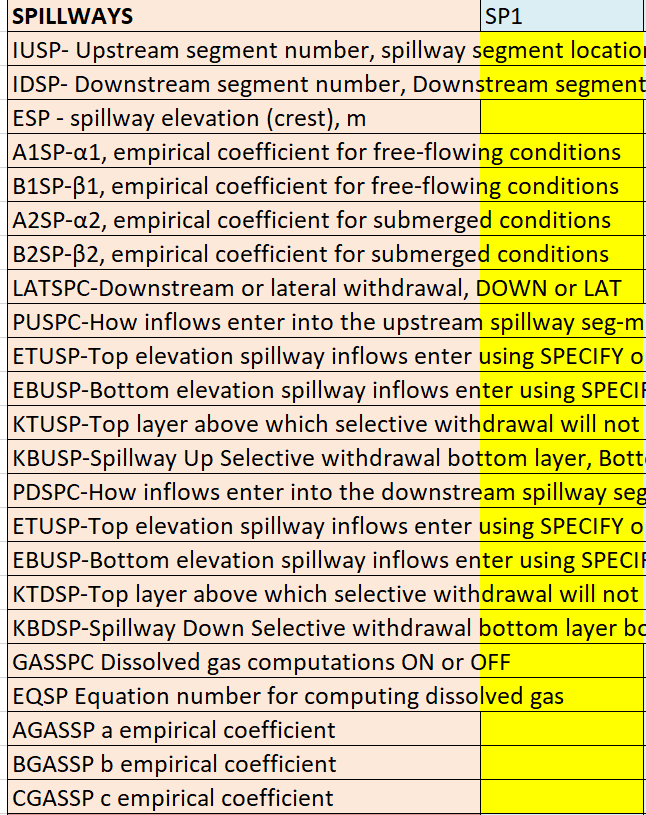 SPILLWAYS SP1
IUSP- Upstream segment number, spillway segment location
IDSP- Downstream segment number, Downstream segment
ESP - spillway elevation (crest), m
A1SP-α1, empirical coefficient for free-flowing conditions
B1SP-β1, empirical coefficient for free-flowing conditions
A2SP-α2, empirical coefficient for submerged conditions
B2SP-β2, empirical coefficient for submerged conditions
LATSPC-Downstream or lateral withdrawal, DOWN or LAT
PUSPC-How inflows enter into the upstream spillway seg-m
ETUSP-Top elevation spillway inflows enter using SPECIFY o
EBUSP-Bottom elevation spillway inflows enter using SPECIF
KTUSP-Top layer above which selective withdrawal will not
KBUSP-Spillway Up Selective withdrawal bottom layer, Bott
PDSPC-How inflows enter into the downstream spillway seg
ETUSP-Top elevation spillway inflows enter using SPECIFY o
EBUSP-Bottom elevation spillway inflows enter using SPECIF
KTDSP-Top layer above which selective withdrawal will not
KBDSP-Spillway Down Selective withdrawal bottom layer bo
GASSPC Dissolved gas computations ON or OFF
EQSP Equation number for computing dissolved gas
AGASSP a empirical coefficient
BGASSP b empirical coefficient
CGASSP c empirical coefficient